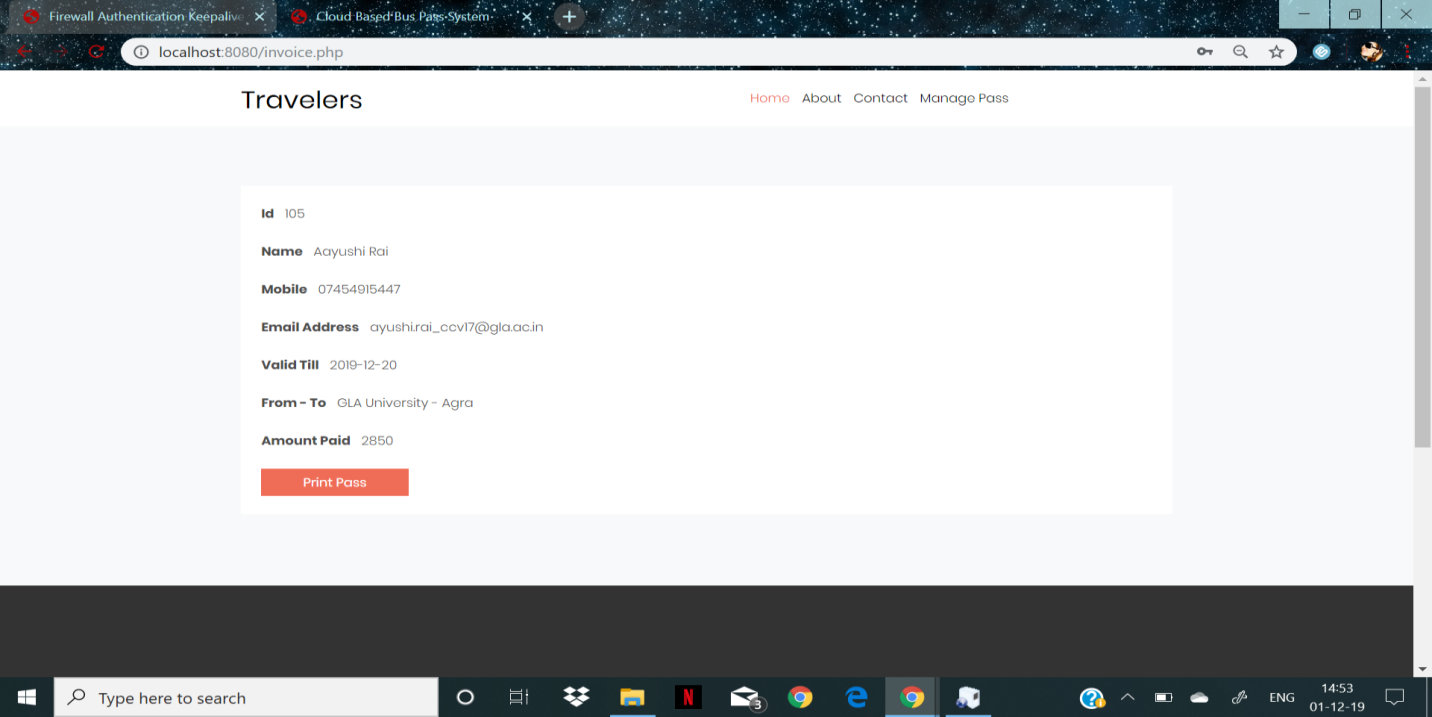 Firewall Authentication Keepalive
Cloud Based Bus Pass System
localhost:8080/invoice.php
Travelers
Home About Contact Manage Pass
Id 105
Name Aayushi Rai
Mobile 07454915447
Email Address ayushi.rai_ccv17@gla.ac.in
Valid Till 2019-12-20
From - To GLA University - Agra
Amount Paid 2850
Print Pass
Type here to search
N
3
ENG
14:53
01-12-19